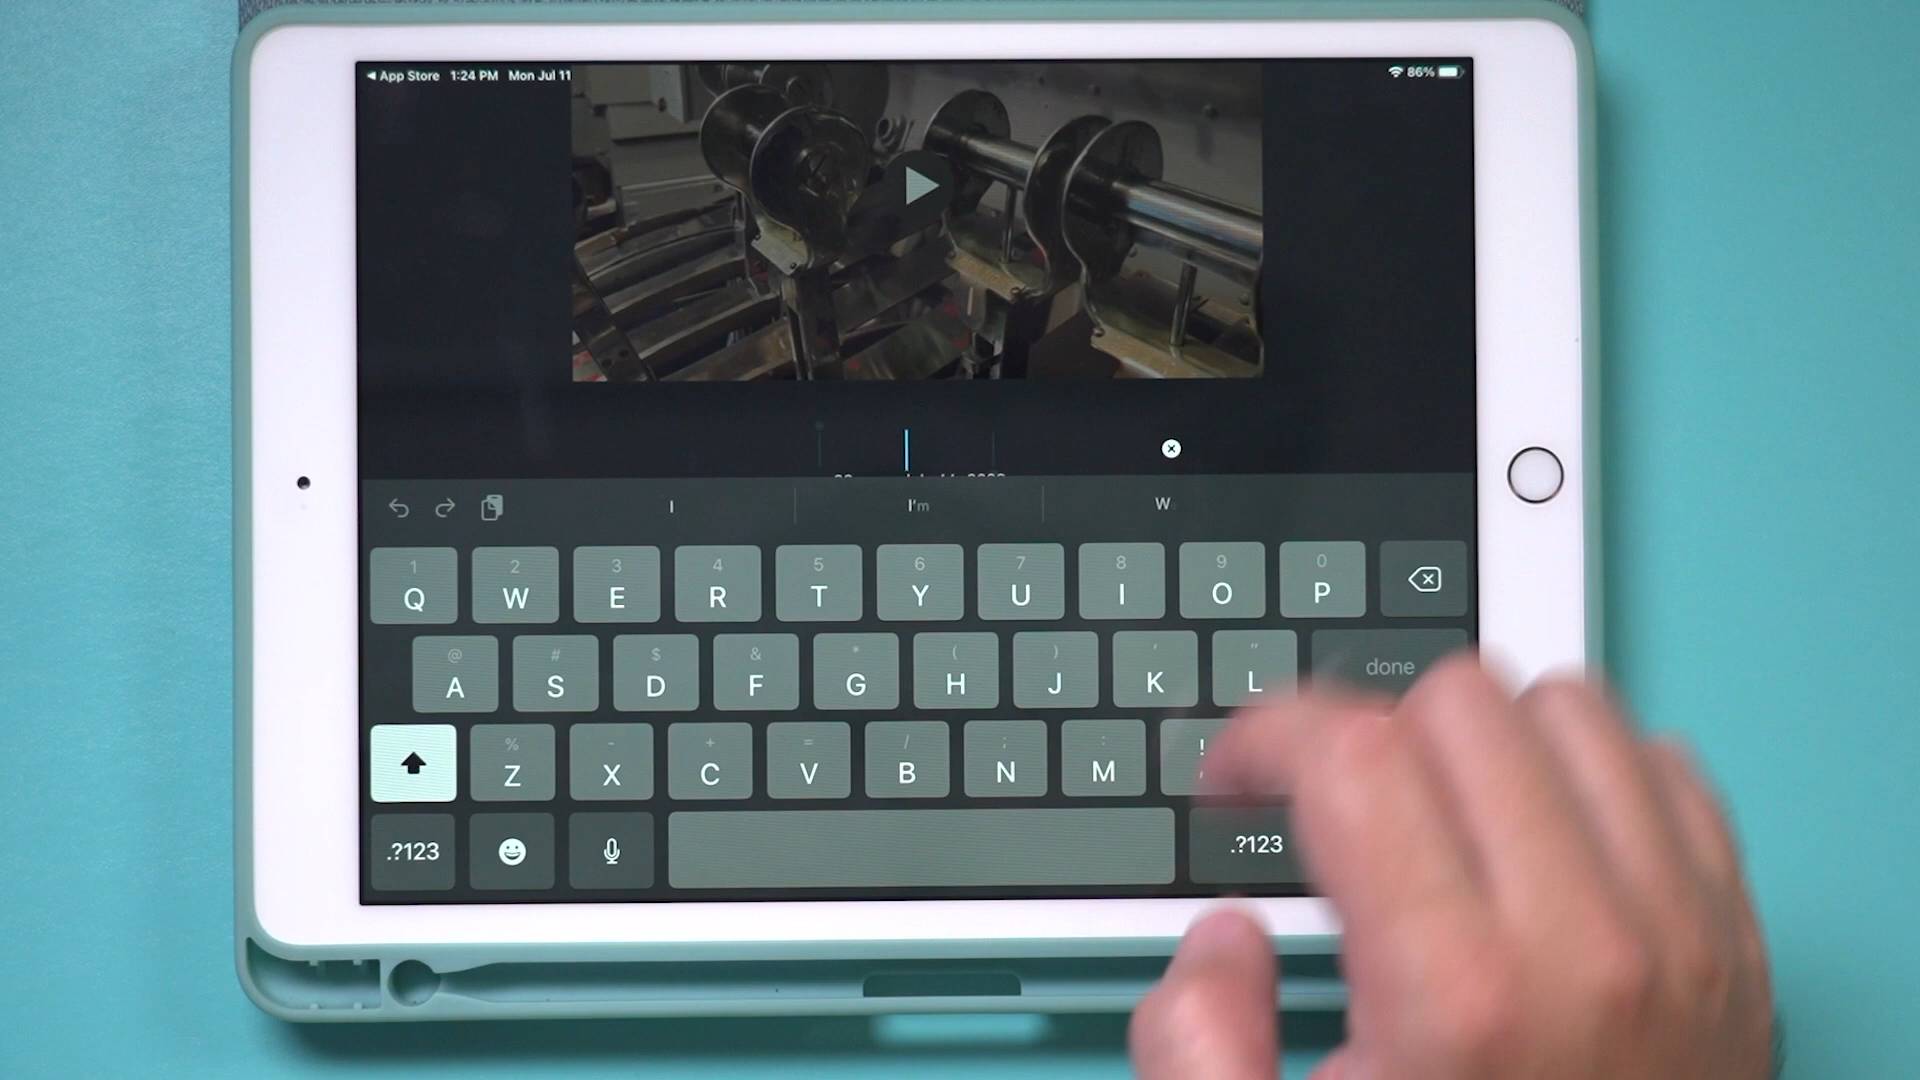 ◀ App Store 1:24 PM Mon Jul 11
86%
I I'm W
1 2 3 4 5 6 7 8 9 0
Q W E R T Y U I O P
@ # $ & * ( ) ' "
A S D F G H J K L done
% - + = / ; : !
Z X C V B N M ,
.?123 .?123